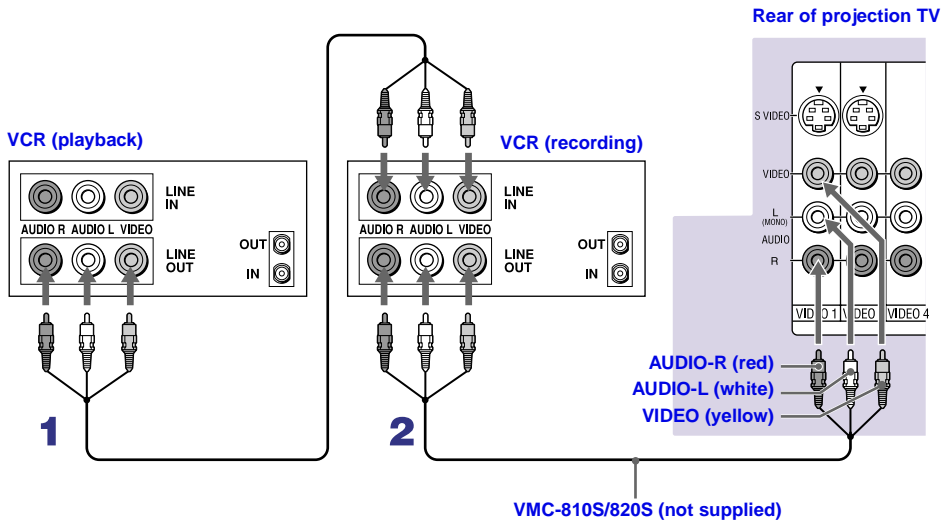 Rear of projection TV
VCR (playback)
LINE IN
AUDIO R AUDIO L VIDEO
LINE OUT
OUT
IN
1
VCR (recording)
LINE IN
AUDIO R AUDIO L VIDEO
LINE OUT
OUT
IN
2
S VIDEO
VIDEO
L
(MONO)
AUDIO
R
VIDEO 1 VIDEO VIDEO 4
AUDIO-R (red)
AUDIO-L (white)
VIDEO (yellow)
VMC-810S/820S (not supplied)